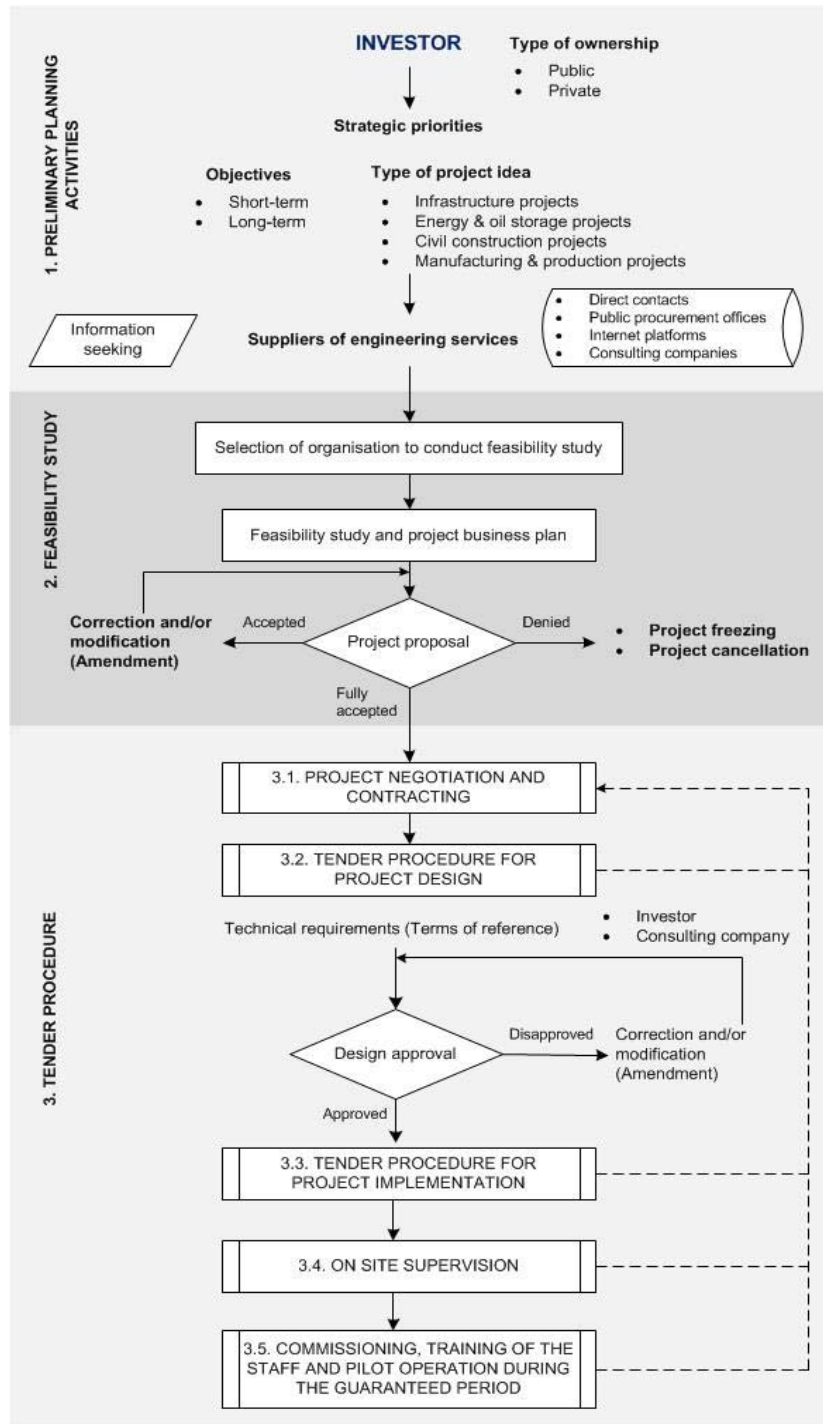 INVESTOR
Type of ownership
• Public
• Private
1. PRELIMINARY PLANNING
ACTIVITIES
Strategic priorities
Objectives
• Short-term
• Long-term
Type of project idea
• Infrastructure projects
• Energy & oil storage projects
• Civil construction projects
• Manufacturing & production projects
Information
seeking
Suppliers of engineering services
• Direct contacts
• Public procurement offices
• Internet platforms
• Consulting companies
2. FEASIBILITY STUDY
Selection of organisation to conduct feasibility study
Feasibility study and project business plan
Correction and/or
modification
(Amendment)
Accepted
Project proposal
Denied
• Project freezing
• Project cancellation
Fully
accepted
3. TENDER PROCEDURE
3.1. PROJECT NEGOTIATION AND
CONTRACTING
3.2. TENDER PROCEDURE FOR
PROJECT DESIGN
Technical requirements (Terms of reference)
• Investor
• Consulting company
Design approval
Disapproved
Correction and/or
modification
(Amendment)
Approved
3.3. TENDER PROCEDURE FOR
PROJECT IMPLEMENTATION
3.4. ON SITE SUPERVISION
3.5. COMMISSIONING, TRAINING OF THE
STAFF AND PILOT OPERATION DURING
THE GUARANTEED PERIOD